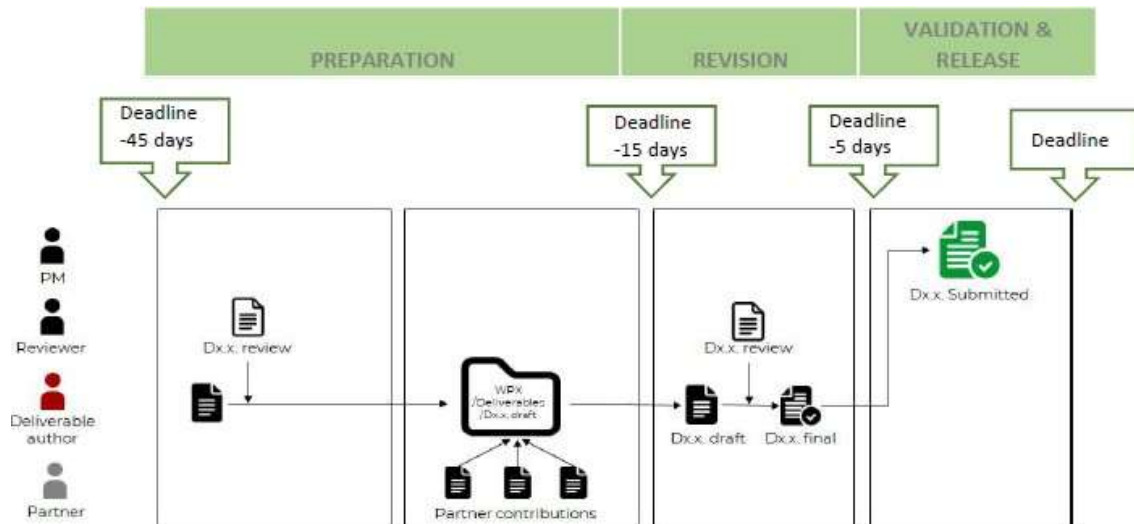 PREPARATION
REVISION
VALIDATION &
RELEASE
Deadline
-45 days
Deadline
-15 days
Deadline
-5 days
Deadline
PM
Reviewer
Deliverable
author
Partner
Dx.x. review
WPX
/Deliverables
/Dx.x. draft
Partner contributions
Dx.x. review
Dx.x. draft
Dx.x. final
Dx.x. Submitted